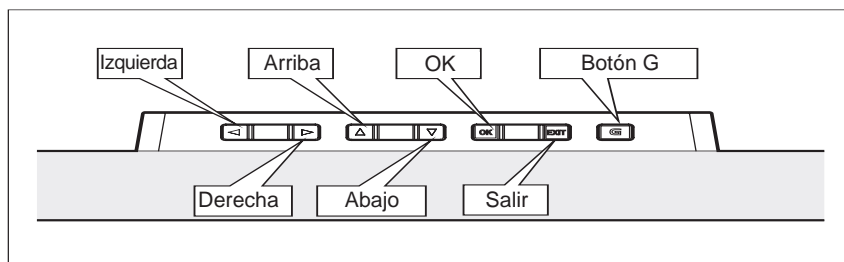 Izquierda
Arriba
OK
Botón G
OK
EXIT
G
Derecha
Abajo
Salir